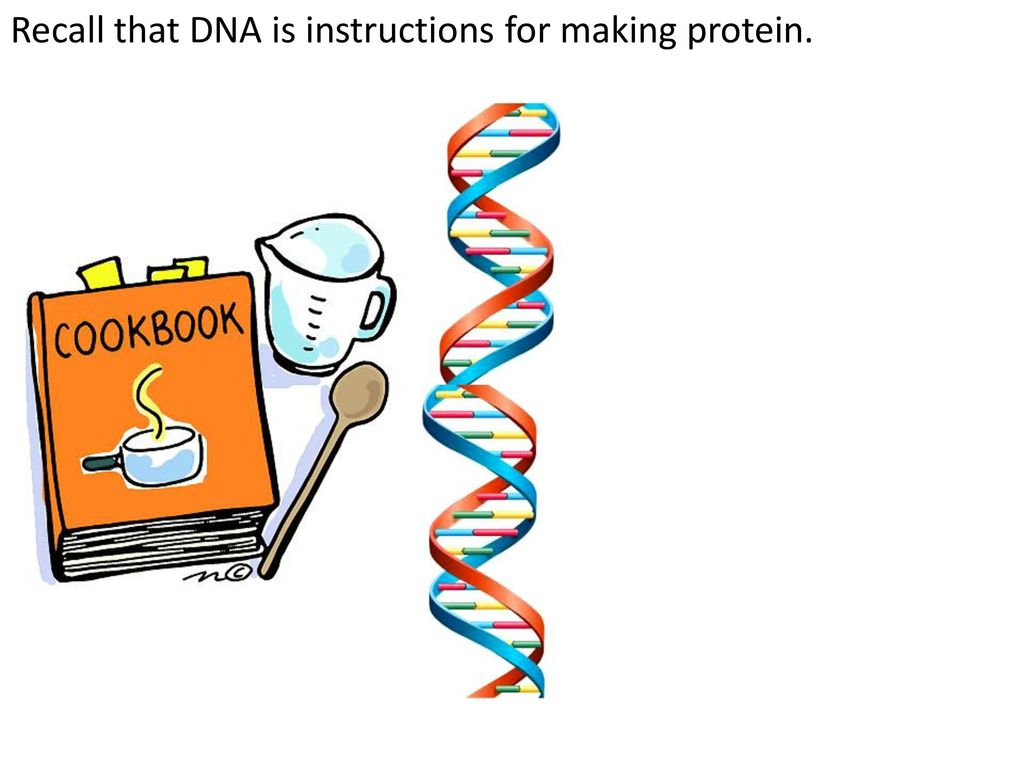 Recall that DNA is instructions for making protein.
COOKBOOK
©